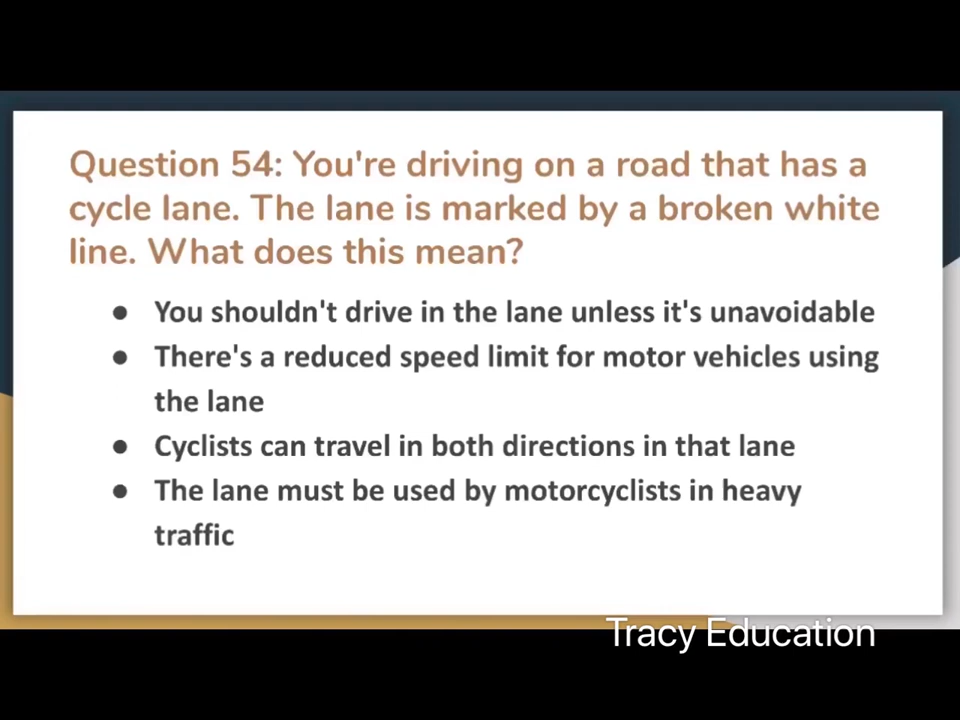 Question 54: You're driving on a road that has a
cycle lane. The lane is marked by a broken white
line. What does this mean?
● You shouldn't drive in the lane unless it's unavoidable
● There's a reduced speed limit for motor vehicles using
the lane
● Cyclists can travel in both directions in that lane
● The lane must be used by motorcyclists in heavy
traffic
Tracy Education